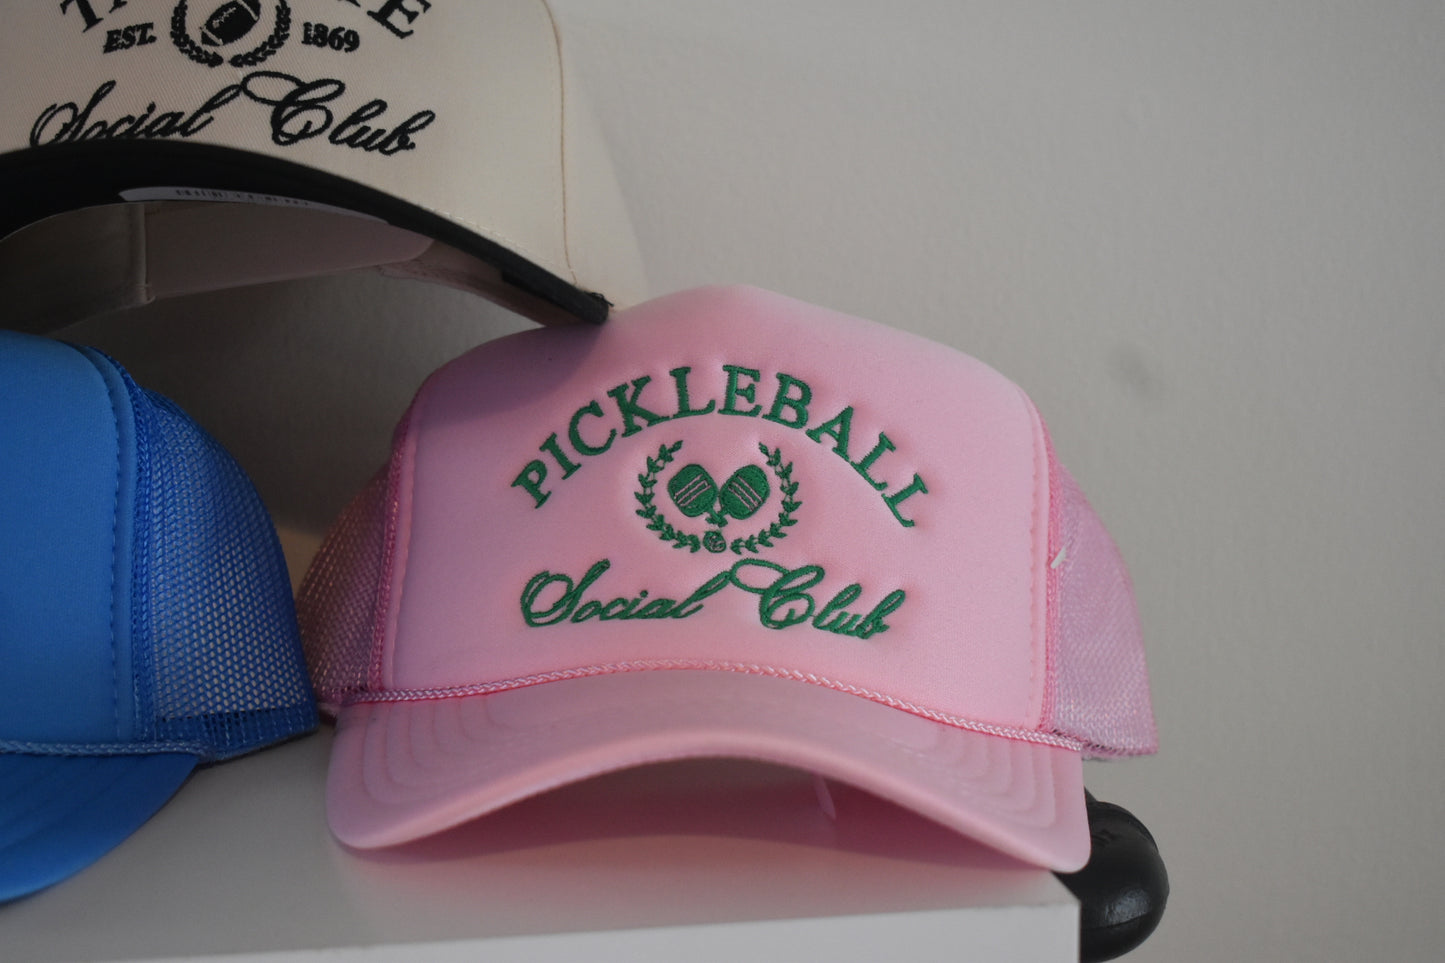 EST. 1869
Social Club
PICKLEBALL
Social Club